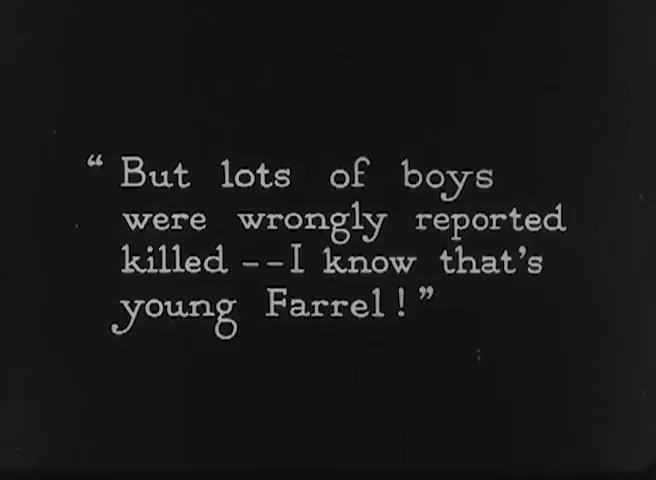 “But lots of boys
were wrongly reported
killed -- I know that's
young Farrel!”